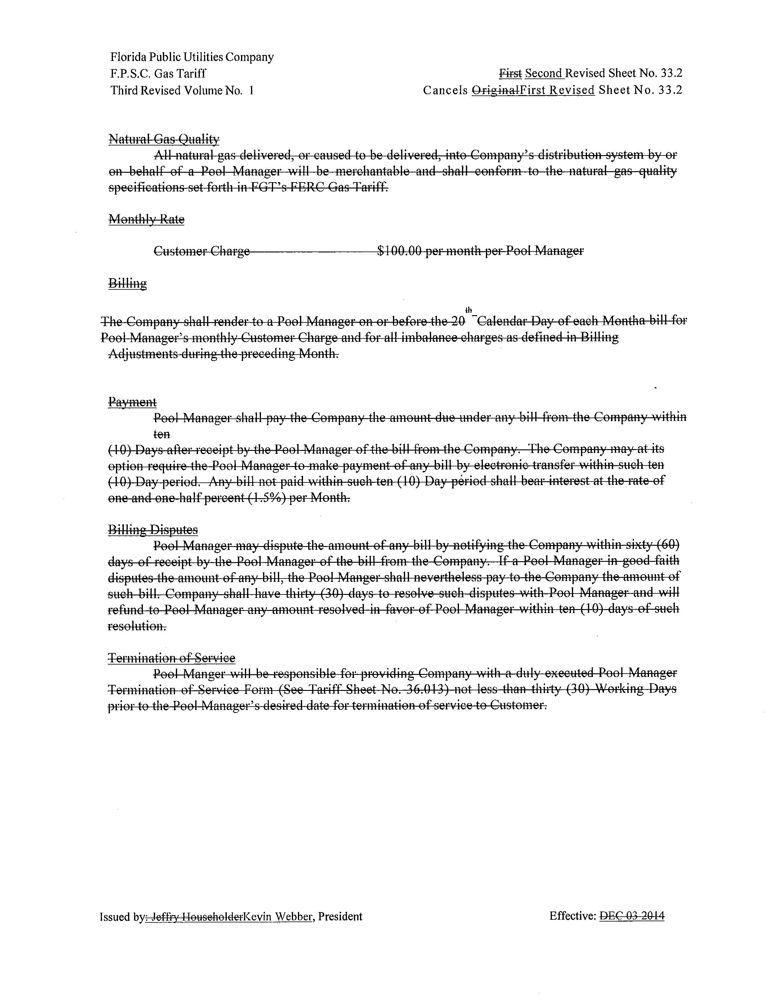 Florida Public Utilities Company
F.P.S.C. Gas Tariff
First Second Revised Sheet No. 33.2
Third Revised Volume No. 1
Cancels OriginalFirst Revised Sheet No. 33.2
Natural Gas Quality
All natural gas delivered, or caused to be delivered, into Company's distribution system by or
on behalf of a Pool Manager will be merchantable and shall conform to the natural gas quality
specifications set forth in FGT's FERC Gas Tariff.
Monthly Rate
Customer Charge $100.00 per month per Pool Manager
Billing
The Company shall render to a Pool Manager on or before the 20th Calendar Day of each Montha bill for
Pool Manager's monthly Customer Charge and for all imbalance charges as defined in Billing
Adjustments during the preceding Month.
Payment
Pool Manager shall pay the Company the amount due under any bill from the Company within
ten
(10) Days after receipt by the Pool Manager of the bill from the Company. The Company may at its
option require the Pool Manager to make payment of any bill by electronic transfer within such ten
(10) Day period. Any bill not paid within such ten (10) Day period shall bear interest at the rate of
one and one-half percent (1.5%) per Month.
Billing Disputes
Pool Manager may dispute the amount of any bill by notifying the Company within sixty (60)
days of receipt by the Pool Manager of the bill from the Company. If a Pool Manager in good faith
disputes the amount of any bill, the Pool Manger shall nevertheless pay to the Company the amount of
such bill. Company shall have thirty (30) days to resolve such disputes with Pool Manager and will
refund to Pool Manager any amount resolved in favor of Pool Manager within ten (10) days of such
resolution.
Termination of Service
Pool Manger will be responsible for providing Company with a duly executed Pool Manager
Termination of Service Form (See Tariff Sheet No. 36.013) not less than thirty (30) Working Days
prior to the Pool Manager's desired date for termination of service to Customer.
Issued by: Jeffry HouseholderKevin Webber, President
Effective: DEC 03 2014